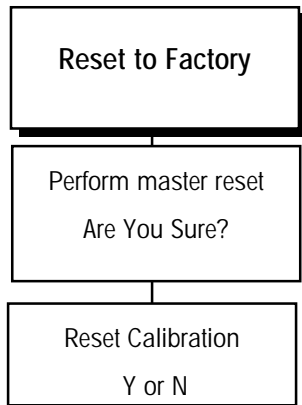 Reset to Factory
Perform master reset
Are You Sure?
Reset Calibration
Y or N